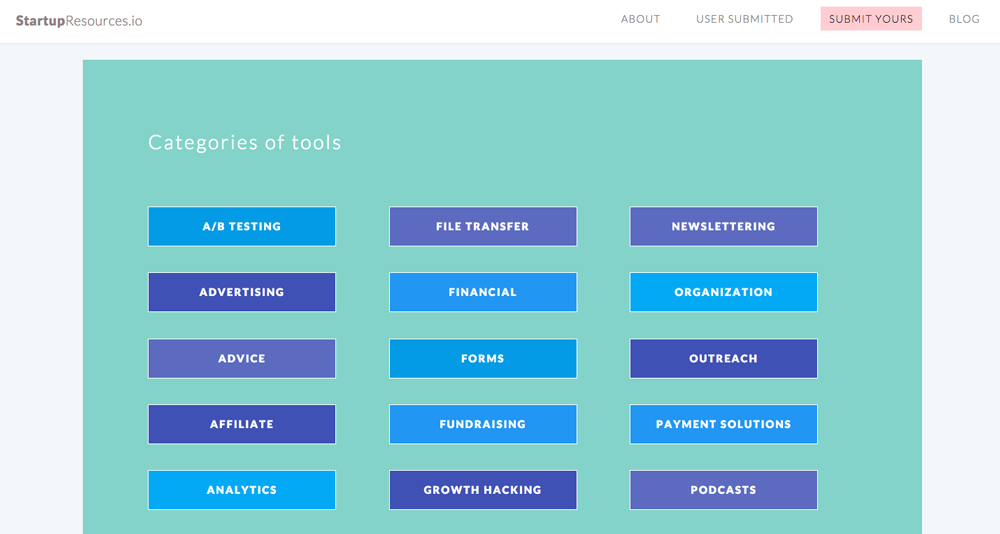 StartupResources.io
ABOUT
USER SUBMITTED
SUBMIT YOURS
BLOG
Categories of tools
A/B TESTING
FILE TRANSFER
NEWSLETTERING
ADVERTISING
FINANCIAL
ORGANIZATION
ADVICE
FORMS
OUTREACH
AFFILIATE
FUNDRAISING
PAYMENT SOLUTIONS
ANALYTICS
GROWTH HACKING
PODCASTS